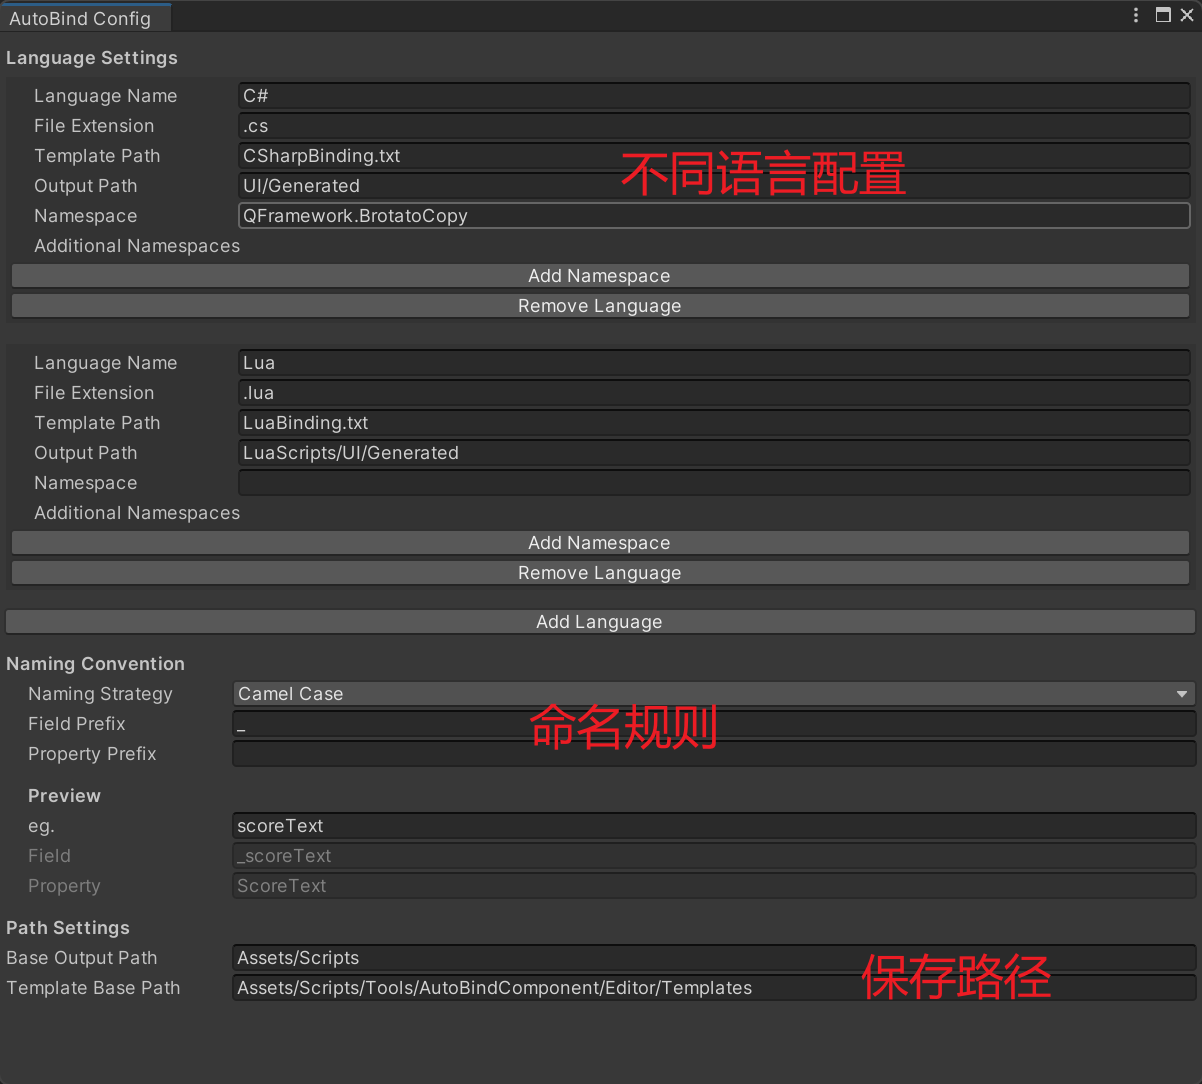 AutoBind Config
Language Settings
Language Name C#
File Extension .cs
Template Path CSharpBinding.txt
不同语言配置
Output Path UI/Generated
Namespace QFramework.BrotatoCopy
Additional Namespaces
Add Namespace
Remove Language
Language Name Lua
File Extension .lua
Template Path LuaBinding.txt
Output Path LuaScripts/UI/Generated
Namespace
Additional Namespaces
Add Namespace
Remove Language
Add Language
Naming Convention
Naming Strategy Camel Case
Field Prefix _
命名规则
Property Prefix
Preview
eg. scoreText
Field _scoreText
Property ScoreText
Path Settings
Base Output Path Assets/Scripts
保存路径
Template Base Path Assets/Scripts/Tools/AutoBindComponent/Editor/Templates